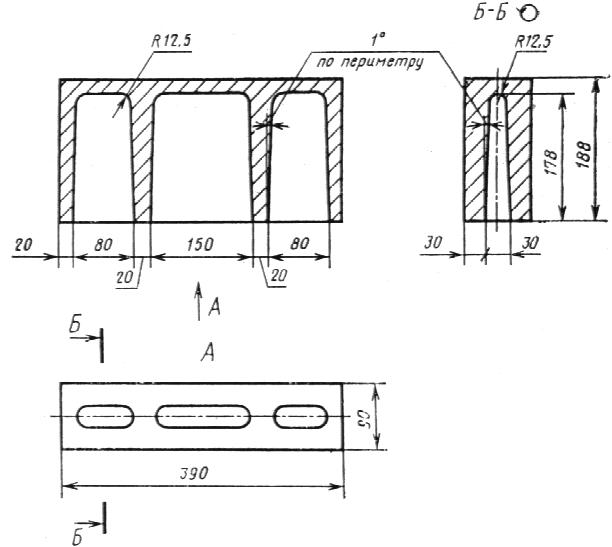 Б-Б
R12,5
1°
по периметру
R12,5
178
188
20
80
150
80
30
30
20
20
А
Б
А
90
390
Б